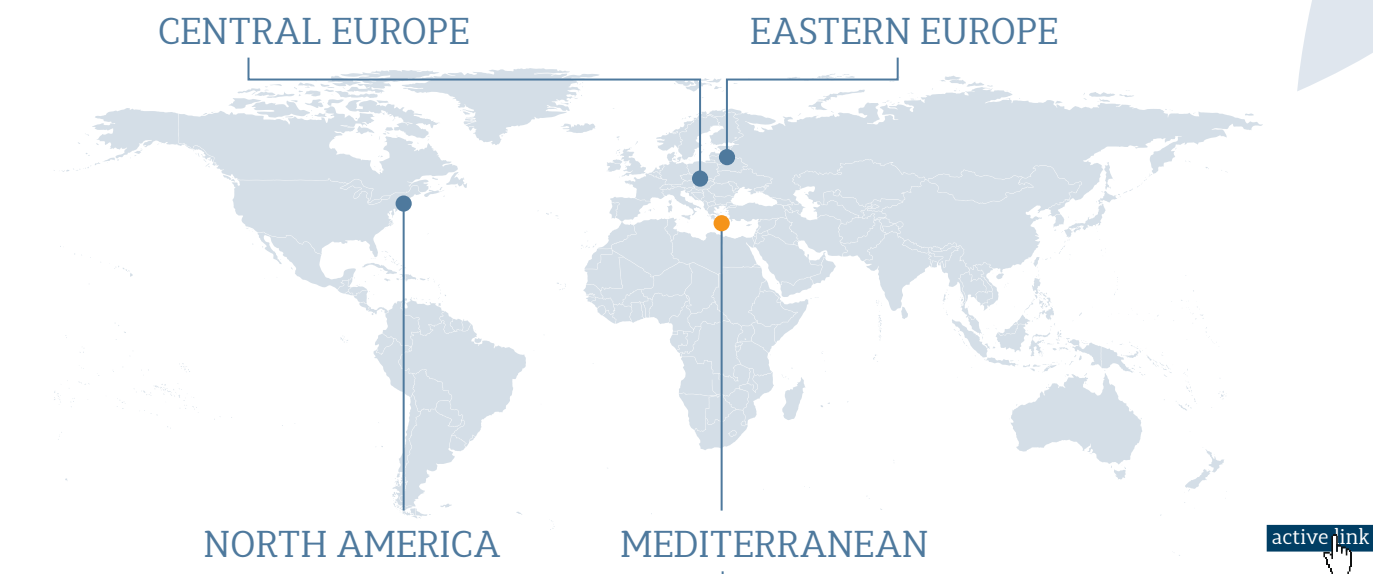 CENTRAL EUROPE
EASTERN EUROPE
NORTH AMERICA
MEDITERRANEAN
active link